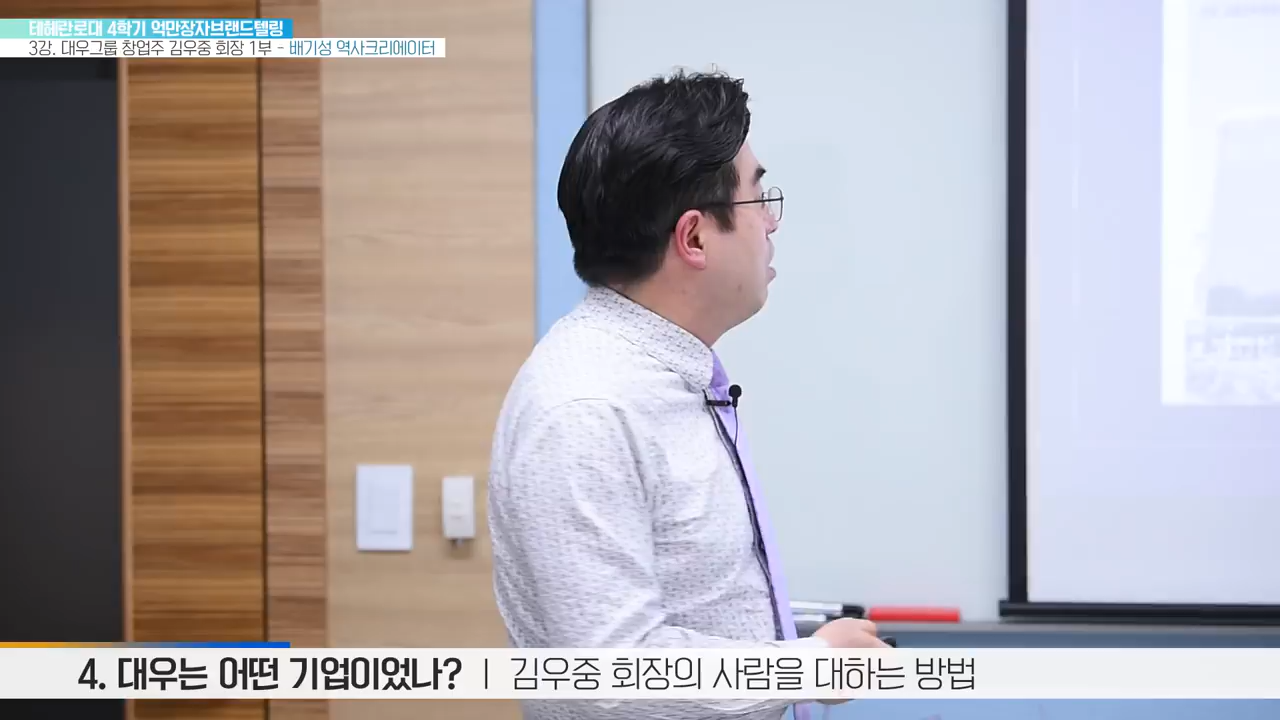 테헤란로대 4학기 억만장자브랜드텔링
3강. 대우그룹 창업주 김우중 회장 1부 - 배기성 역사크리에이터
4. 대우는 어떤 기업이었나? | 김우중 회장의 사람을 대하는 방법